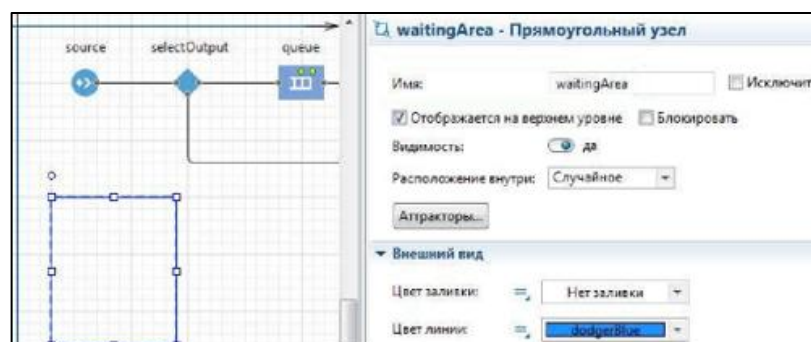 source
selectOutput
queue
waitingArea - Прямоугольный узел
Имя:
waitingArea
Исключит
Отображается на верхнем уровне
Блокировать
Видимость:
да
Расположение внутри:
Случайное
Аттракторы...
Внешний вид
Цвет заливки:
Нет заливки
Цвет линии:
dodgerBlue